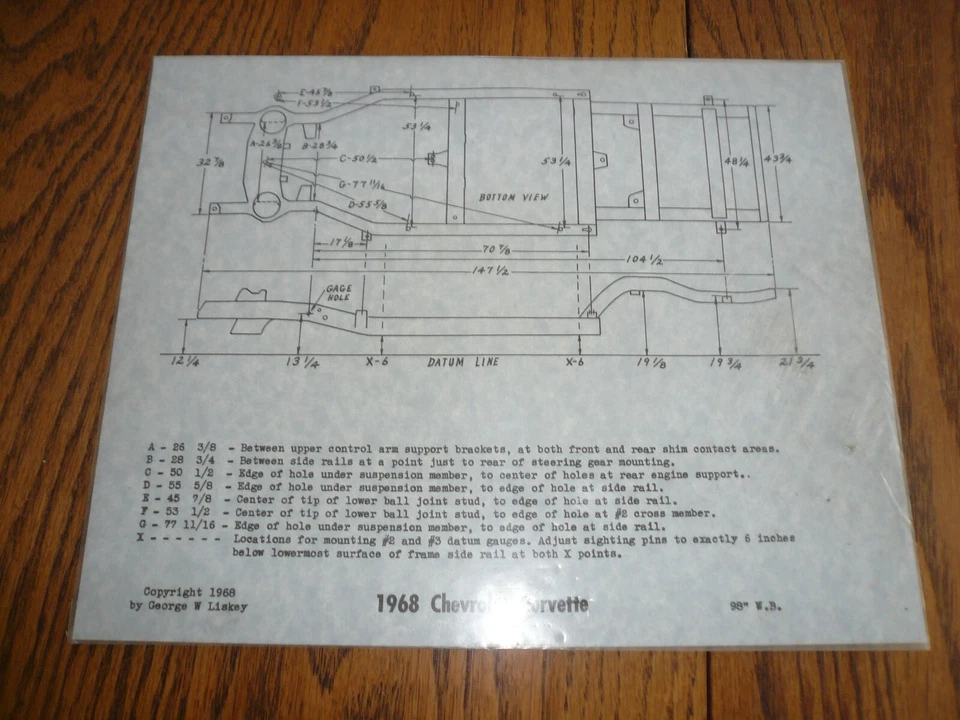 E-45 7/8
F-53 1/2
53 1/4
A-26 3/8 B-28 3/4
32 7/8
C-50 1/2
53 1/4
48 1/4
43 3/4
G-77 11/16
D-55 5/8
BOTTOM VIEW
17 1/8
70 7/8
104 1/2
147 1/2
GAGE
HOLE
12 1/4 13 1/4 X-6 DATUM LINE X-6 19 1/8 19 3/4 21 3/4
A - 26 3/8 - Between upper control arm support brackets, at both front and rear shim contact areas.
B - 28 3/4 - Between side rails at a point just to rear of steering gear mounting.
C - 50 1/2 - Edge of hole under suspension member, to center of holes at rear engine support..
D - 55 5/8 - Edge of hole under suspension member, to edge of hole at side rail.
E - 45 7/8 - Center of tip of lower ball joint stud, to edge of hole at side rail.
F - 53 1/2 - Center of tip of lower ball joint stud, to edge of hole at #2 cross member.
G - 77 11/16 - Edge of hole under suspension member, to edge of hole at side rail.
X - - - - - - Locations for mounting #2 and #3 datum gauges. Adjust sighting pins to exactly 6 inches
below lowermost surface of frame side rail at both X points.
Copyright 1968
by George W Liskey
1968 Chevrolet Corvette
98" W.B.